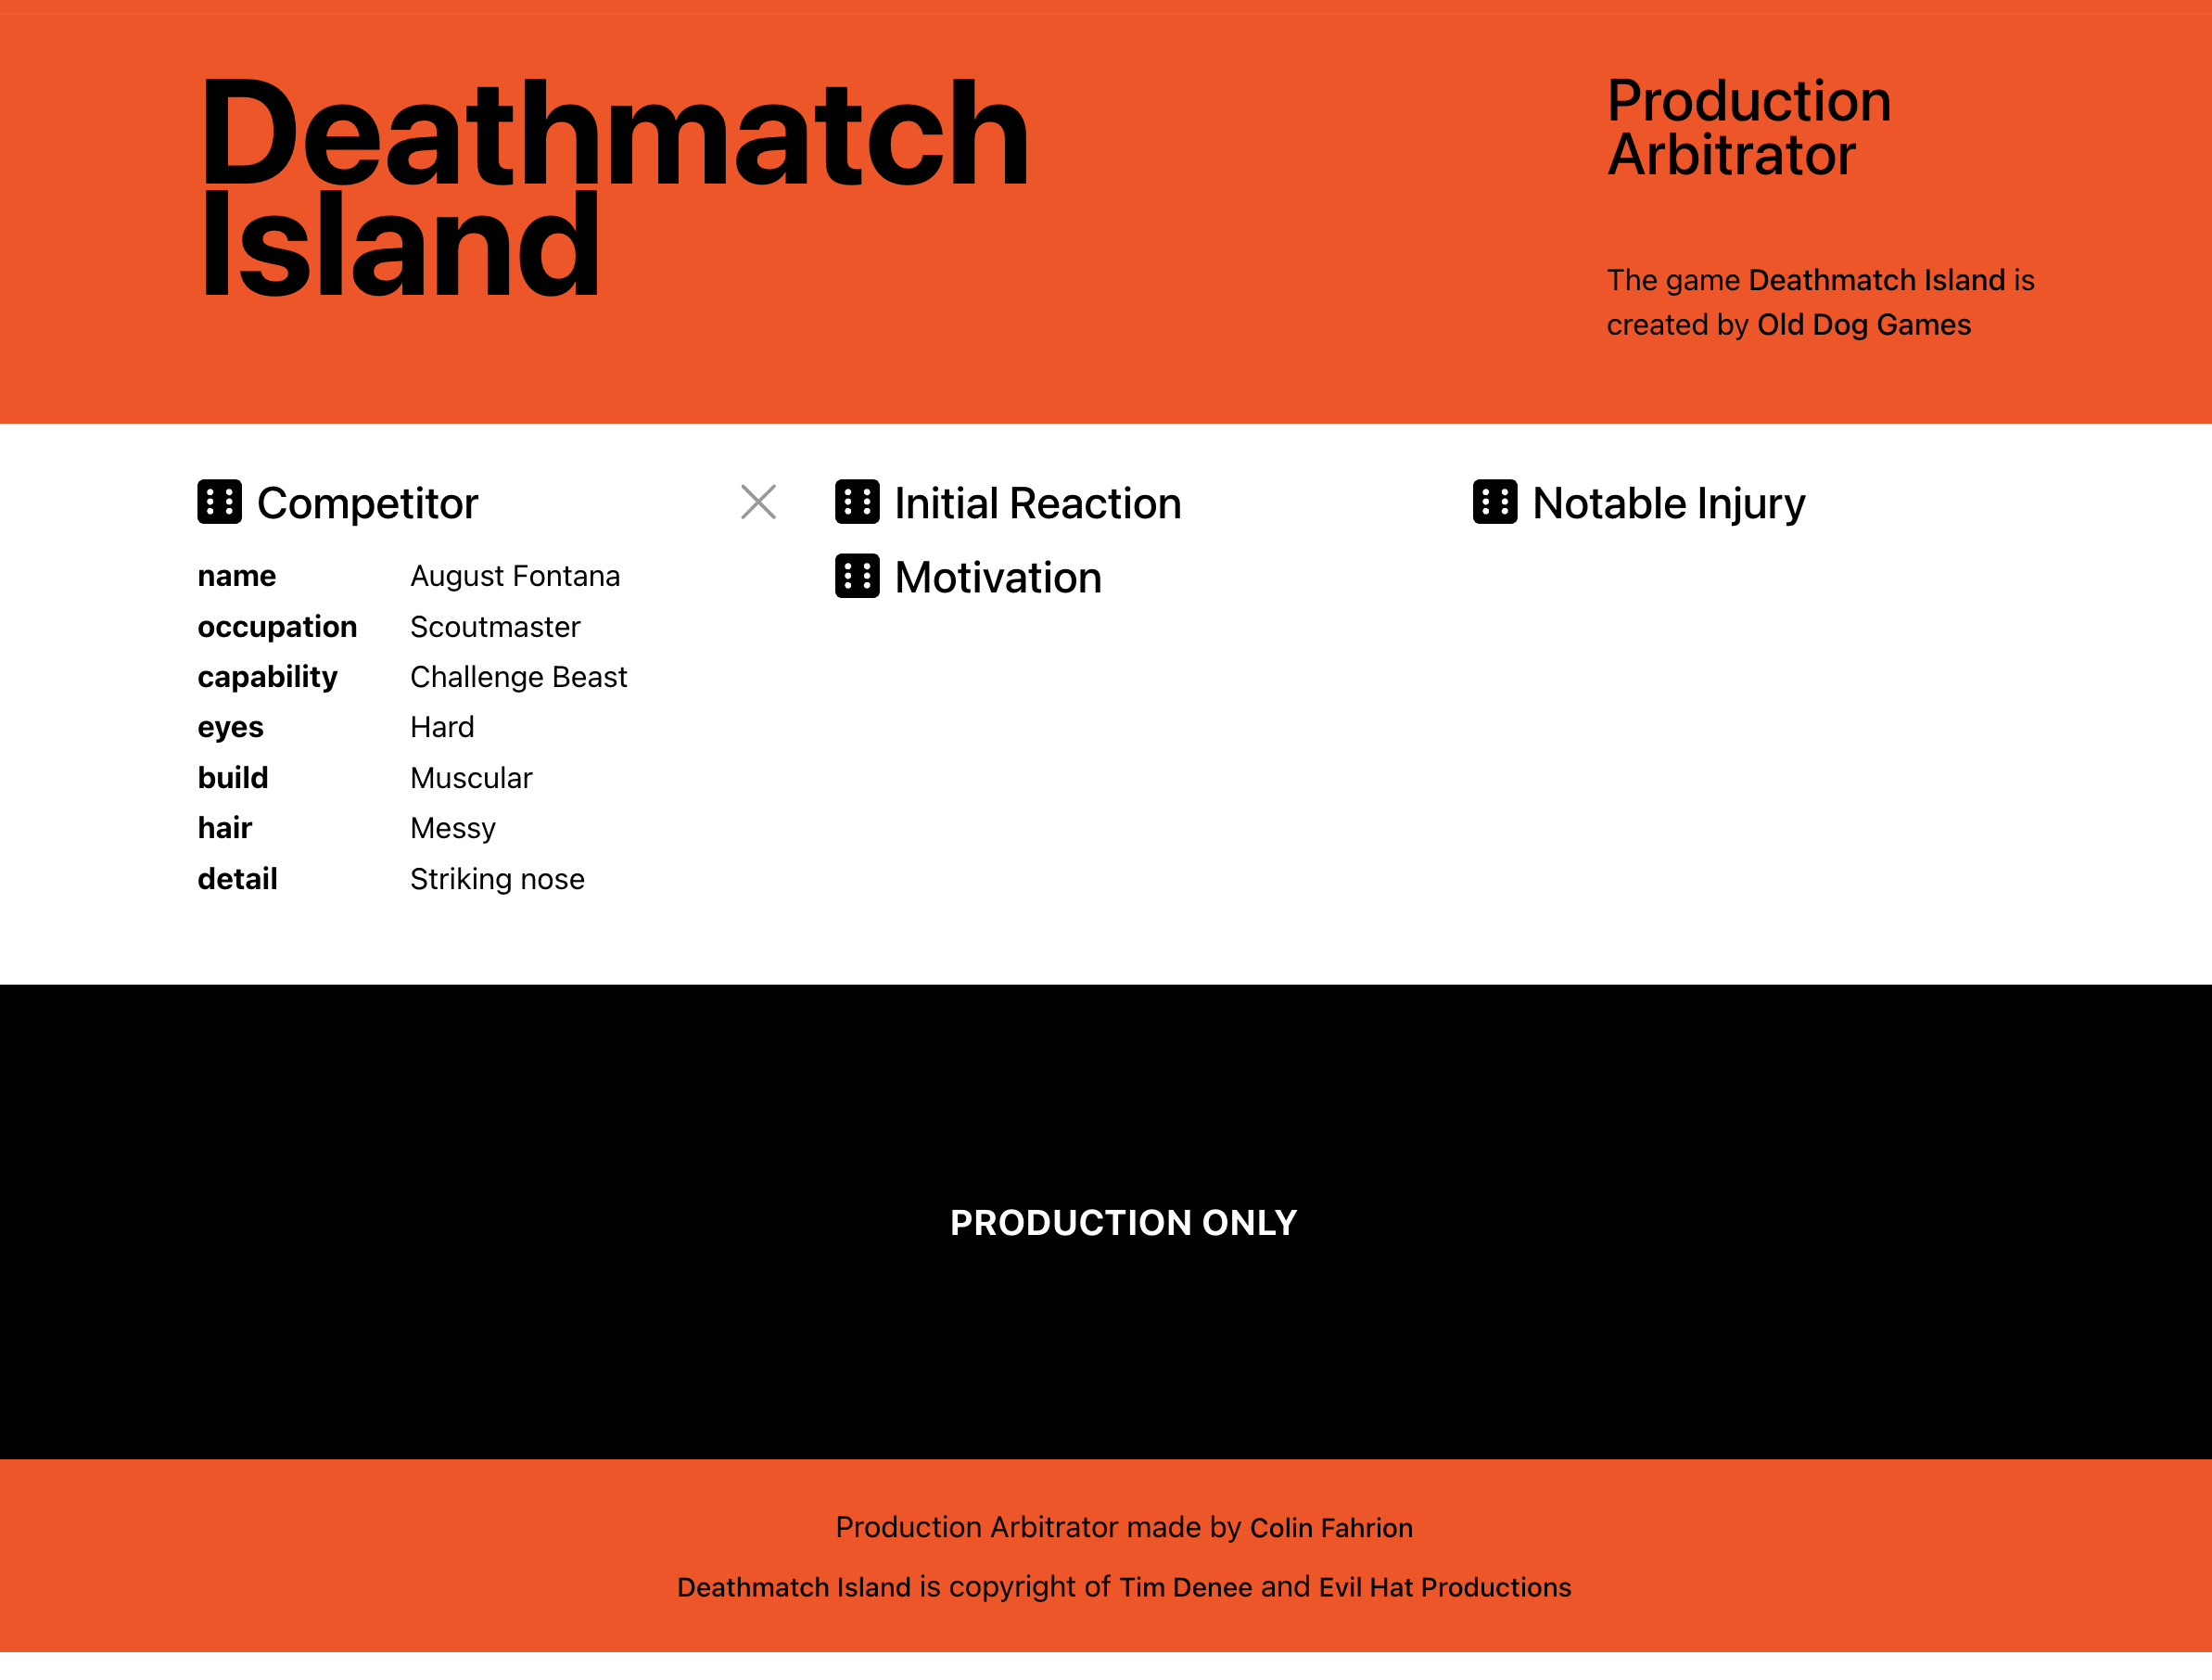 Deathmatch
Island
Production
Arbitrator
The game Deathmatch Island is
created by Old Dog Games
Competitor
name August Fontana
occupation Scoutmaster
capability Challenge Beast
eyes Hard
build Muscular
hair Messy
detail Striking nose
Initial Reaction
Motivation
Notable Injury
PRODUCTION ONLY
Production Arbitrator made by Colin Fahrion
Deathmatch Island is copyright of Tim Denee and Evil Hat Productions